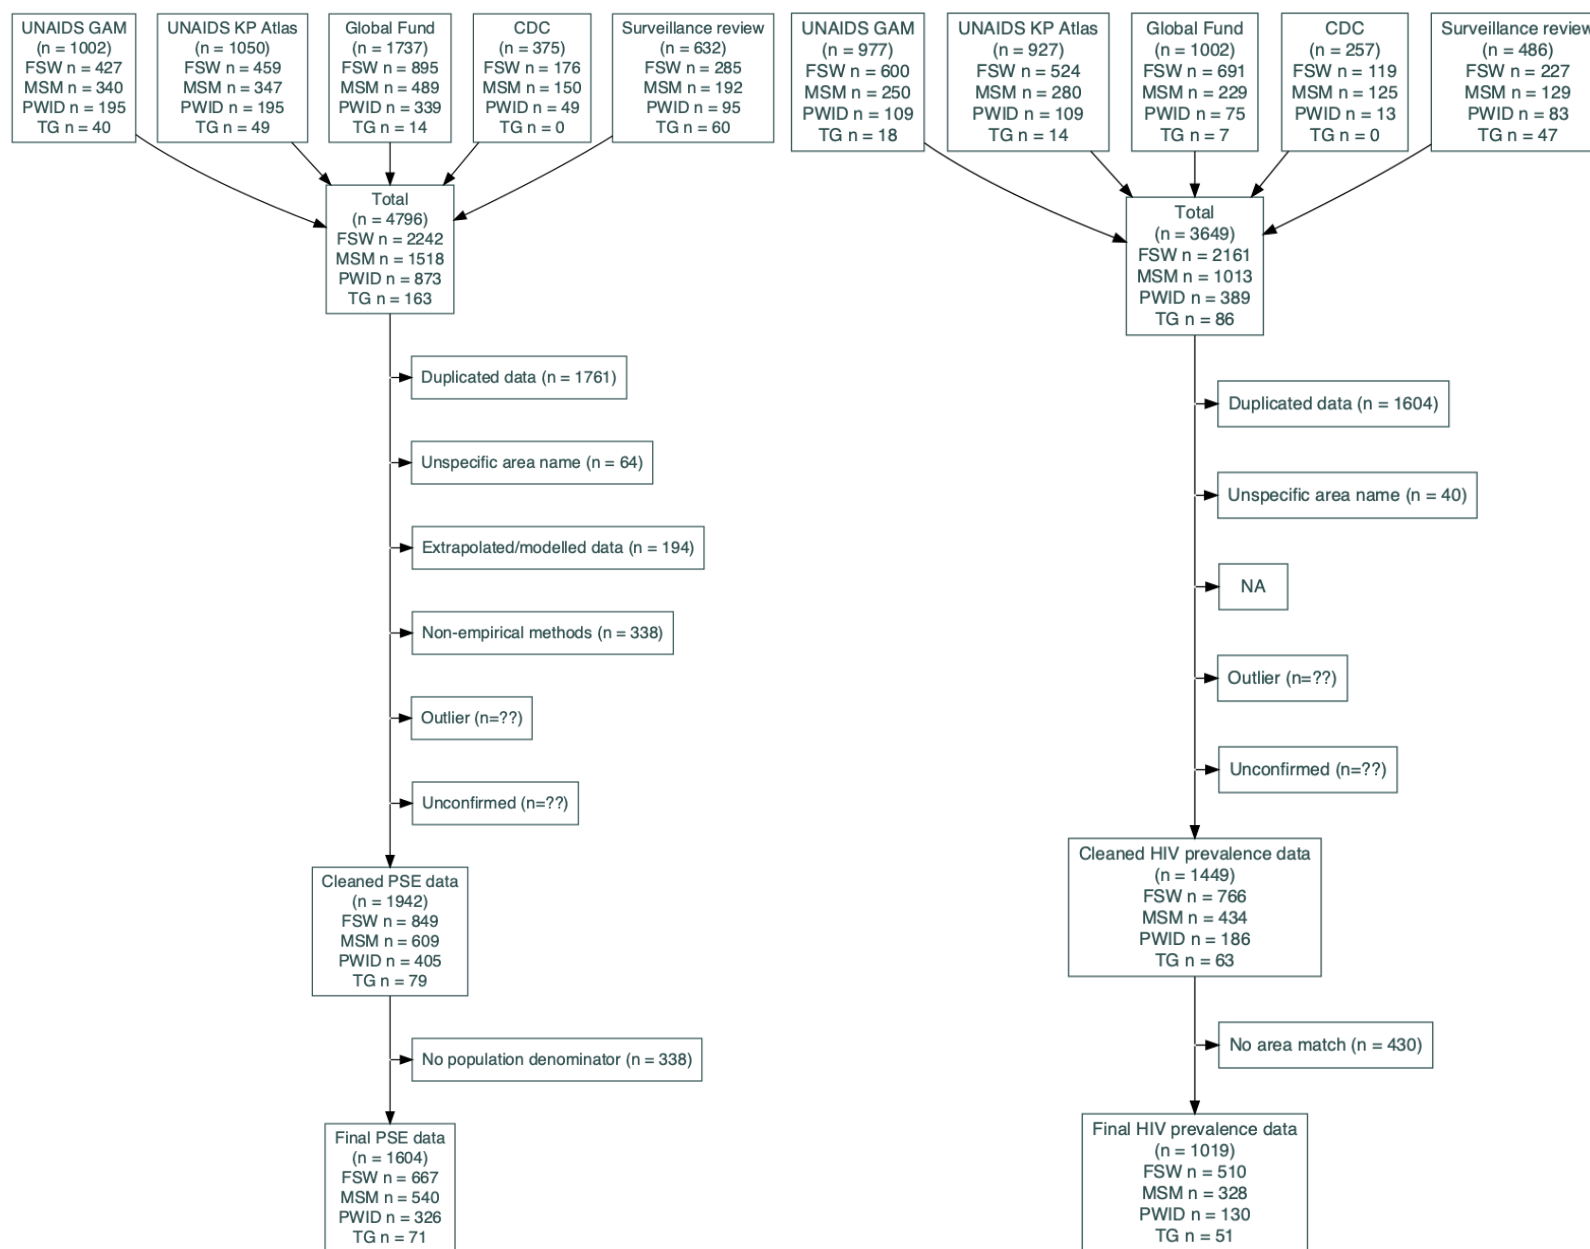 UNAIDS GAM
(n = 1002)
FSW n = 427
MSM n = 340
PWID n = 195
TG n = 40
UNAIDS KP Atlas
(n = 1050)
FSW n = 459
MSM n = 347
PWID n = 195
TG n = 49
Global Fund
(n = 1737)
FSW n = 895
MSM n = 489
PWID n = 339
TG n = 14
CDC
(n = 375)
FSW n = 176
MSM n = 150
PWID n = 49
TG n = 0
Surveillance review
(n = 632)
FSW n = 285
MSM n = 192
PWID n = 95
TG n = 60
Total
(n = 4796)
FSW n = 2242
MSM n = 1518
PWID n = 873
TG n = 163
Duplicated data (n = 1761)
Unspecific area name (n = 64)
Extrapolated/modelled data (n = 194)
Non-empirical methods (n = 338)
Outlier (n=??)
Unconfirmed (n=??)
Cleaned PSE data
(n = 1942)
FSW n = 849
MSM n = 609
PWID n = 405
TG n = 79
No population denominator (n = 338)
Final PSE data
(n = 1604)
FSW n = 667
MSM n = 540
PWID n = 326
TG n = 71
UNAIDS GAM
(n = 977)
FSW n = 600
MSM n = 250
PWID n = 109
TG n = 18
UNAIDS KP Atlas
(n = 927)
FSW n = 524
MSM n = 280
PWID n = 109
TG n = 14
Global Fund
(n = 1002)
FSW n = 691
MSM n = 229
PWID n = 75
TG n = 7
CDC
(n = 257)
FSW n = 119
MSM n = 125
PWID n = 13
TG n = 0
Surveillance review
(n = 486)
FSW n = 227
MSM n = 129
PWID n = 83
TG n = 47
Total
(n = 3649)
FSW n = 2161
MSM n = 1013
PWID n = 389
TG n = 86
Duplicated data (n = 1604)
Unspecific area name (n = 40)
NA
Outlier (n=??)
Unconfirmed (n=??)
Cleaned HIV prevalence data
(n = 1449)
FSW n = 766
MSM n = 434
PWID n = 186
TG n = 63
No area match (n = 430)
Final HIV prevalence data
(n = 1019)
FSW n = 510
MSM n = 328
PWID n = 130
TG n = 51